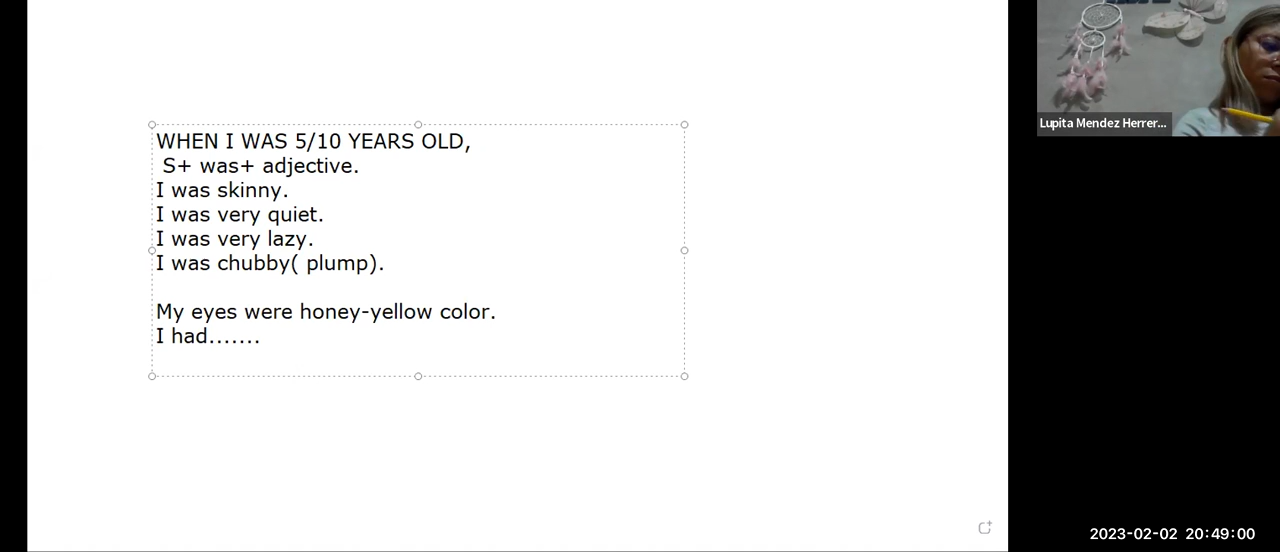 WHEN I WAS 5/10 YEARS OLD,
S+ was+ adjective.
I was skinny.
I was very quiet.
I was very lazy.
I was chubby( plump).
My eyes were honey-yellow color.
I had.......
Lupita Mendez Herrer...
2023-02-02 20:49:00